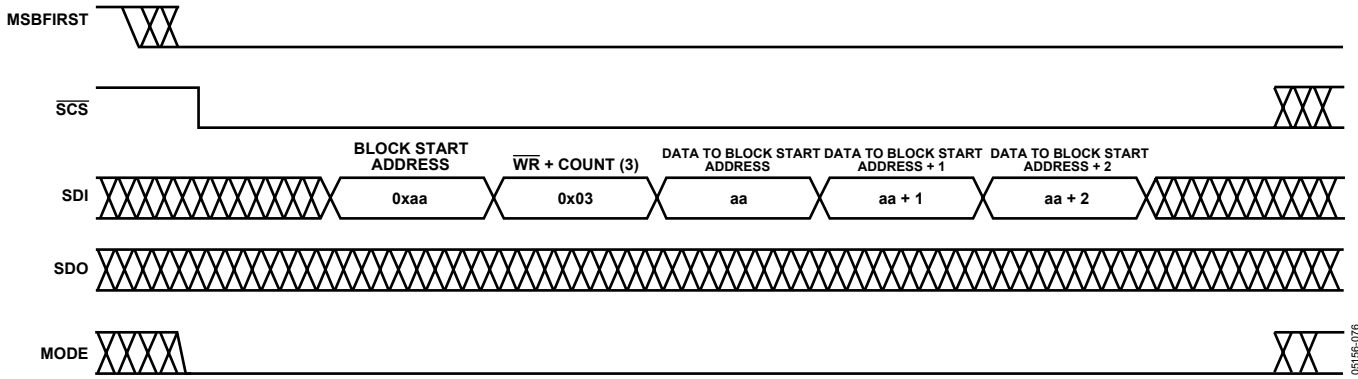 MSBFIRST
SCS
BLOCK START
ADDRESS
WR + COUNT (3)
DATA TO BLOCK START
ADDRESS
DATA TO BLOCK START
ADDRESS + 1
DATA TO BLOCK START
ADDRESS + 2
SDI
0xaa
0x03
aa
aa + 1
aa + 2
SDO
MODE
05156-076